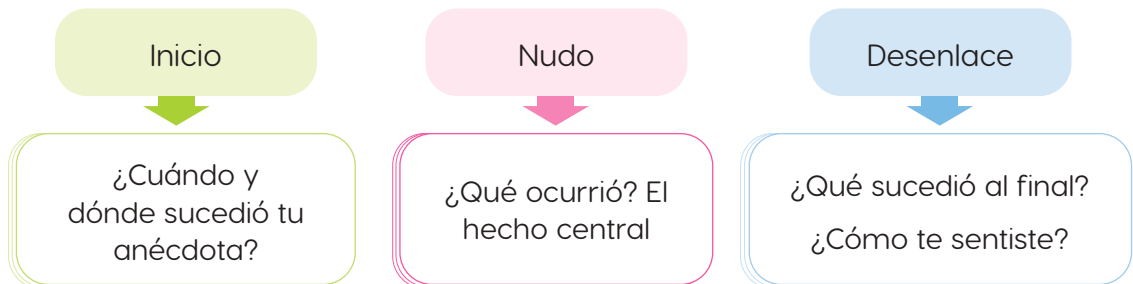 Inicio
¿Cuándo y
dónde sucedió tu
anécdota?
Nudo
¿Qué ocurrió? El
hecho central
Desenlace
¿Qué sucedió al final?
¿Cómo te sentiste?